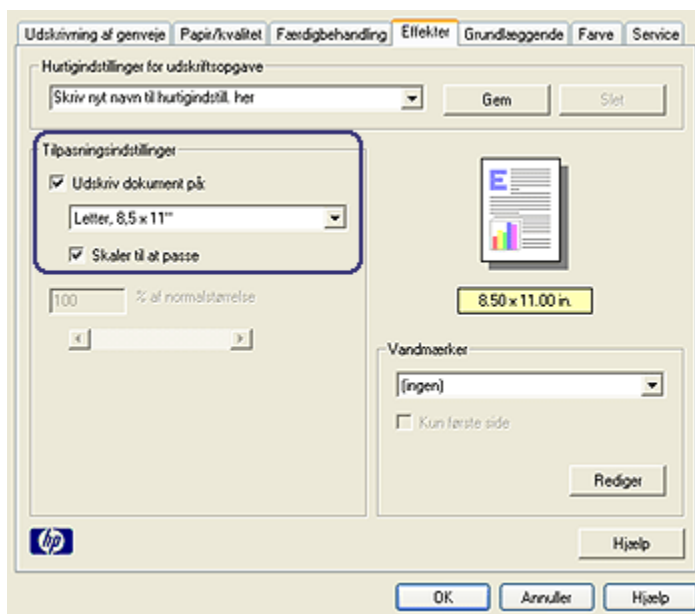 Udskrivning af genveje Papir/kvalitet Færdigbehandling Effekter Grundlæggende Farve Service
Hurtigindstillinger for udskriftsopgave
Skriv nyt navn til hurtigindstill. her Gem Slet
Tilpasningsindstillinger
Udskriv dokument på:
Letter, 8,5 x 11"
Skaler til at passe
100 % af normalstørrelse
E
8.50 x 11.00 in.
Vandmærker
(ingen)
Kun første side
Rediger
hp
Hjælp
OK Annuller Hjælp